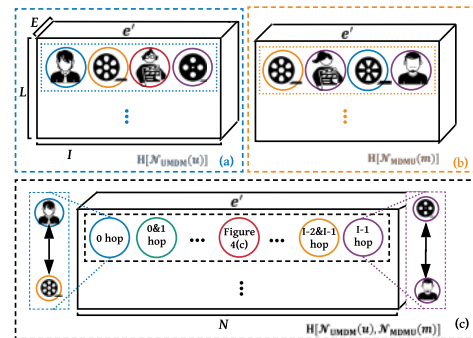 E
e'
L
I
H[𝒩UMDM(u)]
(a)
e'
H[𝒩MDMU(m)]
(b)
e'
0 hop
0&1
hop
...
Figure
4(c)
...
I-2&I-1
hop
I-1
hop
N
(c)
H[𝒩UMDM(u), 𝒩MDMU(m)]